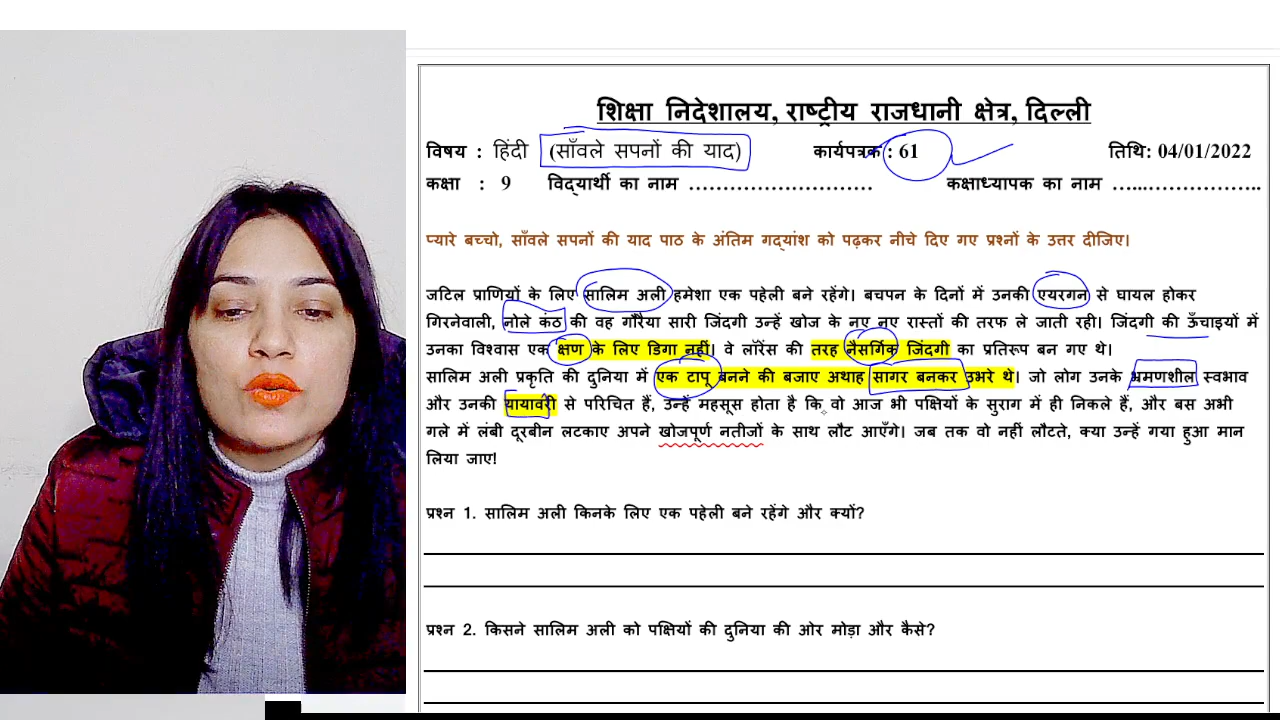 शिक्षा निदेशालय, राष्ट्रीय राजधानी क्षेत्र, दिल्ली
विषय : हिंदी (साँवले सपनों की याद) कार्यपत्रक : 61 तिथि: 04/01/2022
कक्षा : 9 विद्यार्थी का नाम ........................... कक्षाध्यापक का नाम ......................
प्यारे बच्चो, साँवले सपनों की याद पाठ के अंतिम गद्यांश को पढ़कर नीचे दिए गए प्रश्नों के उत्तर दीजिए।
जटिल प्राणियों के लिए सालिम अली हमेशा एक पहेली बने रहेंगे। बचपन के दिनों में उनकी एयरगन से घायल होकर
गिरनेवाली, नोले कंठ की वह गौरैया सारी जिंदगी उन्हें खोज के नए नए रास्तों की तरफ ले जाती रही। जिंदगी की ऊँचाइयों में
उनका विश्वास एक क्षण के लिए डिगा नहीं। वे लॉरेंस की तरह नैसर्गिक जिंदगी का प्रतिरूप बन गए थे।
सालिम अली प्रकृति की दुनिया में एक टापू बनने की बजाए अथाह सागर बनकर उभरे थे। जो लोग उनके भ्रमणशील स्वभाव
और उनकी यायावरी से परिचित हैं, उन्हें महसूस होता है कि वो आज भी पक्षियों के सुराग में ही निकले हैं, और बस अभी
गले में लंबी दूरबीन लटकाए अपने खोजपूर्ण नतीजों के साथ लौट आएँगे। जब तक वो नहीं लौटते, क्या उन्हें गया हुआ मान
लिया जाए!
प्रश्न 1. सालिम अली किनके लिए एक पहेली बने रहेंगे और क्यों?
प्रश्न 2. किसने सालिम अली को पक्षियों की दुनिया की ओर मोड़ा और कैसे?